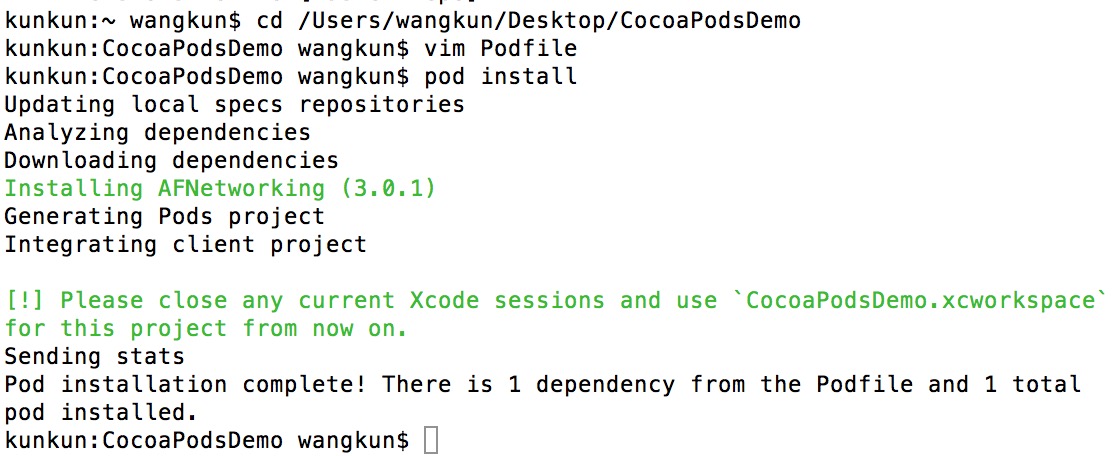 kunkun:~ wangkun$ cd /Users/wangkun/Desktop/CocoaPodsDemo
kunkun:CocoaPodsDemo wangkun$ vim Podfile
kunkun:CocoaPodsDemo wangkun$ pod install
Updating local specs repositories
Analyzing dependencies
Downloading dependencies
Installing AFNetworking (3.0.1)
Generating Pods project
Integrating client project
[!] Please close any current Xcode sessions and use `CocoaPodsDemo.xcworkspace`
for this project from now on.
Sending stats
Pod installation complete! There is 1 dependency from the Podfile and 1 total
pod installed.
kunkun:CocoaPodsDemo wangkun$